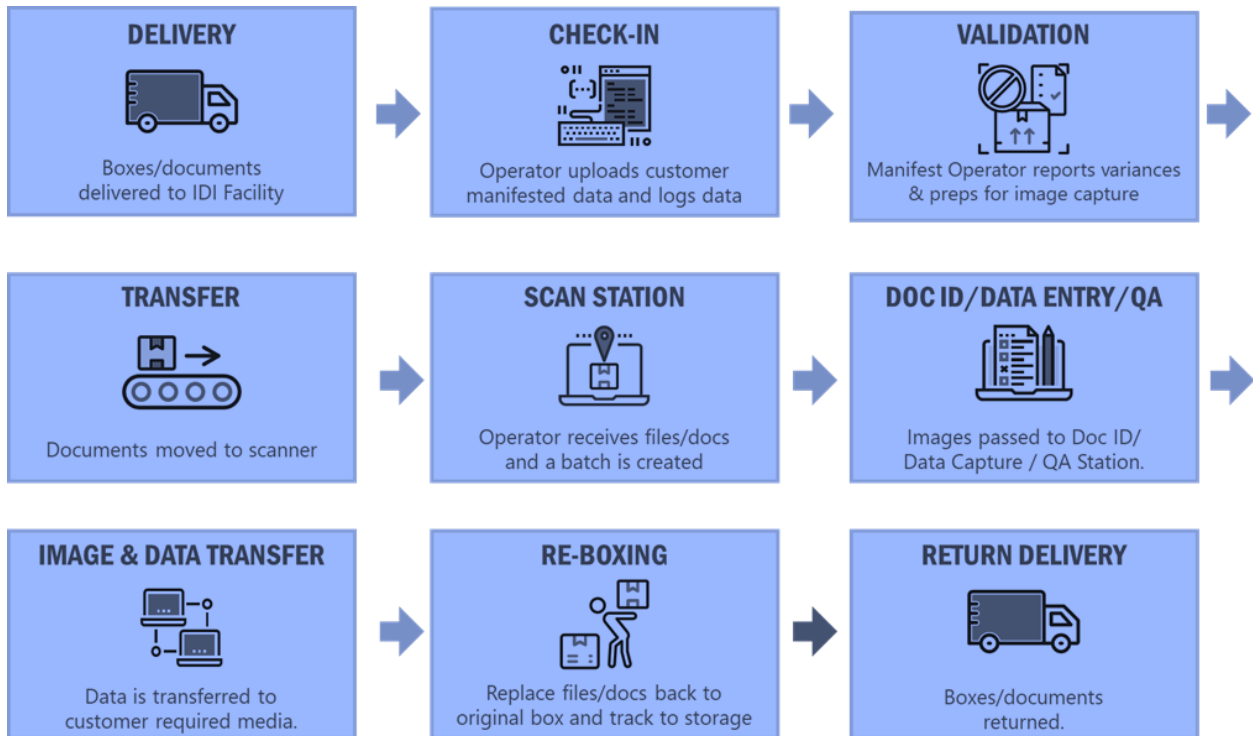 DELIVERY
Boxes/documents
delivered to IDI Facility
CHECK-IN
Operator uploads customer
manifested data and logs data
VALIDATION
Manifest Operator reports variances
& preps for image capture
TRANSFER
Documents moved to scanner
SCAN STATION
Operator receives files/docs
and a batch is created
DOC ID/DATA ENTRY/QA
Images passed to Doc ID/
Data Capture / QA Station.
IMAGE & DATA TRANSFER
Data is transferred to
customer required media.
RE-BOXING
Replace files/docs back to
original box and track to storage
RETURN DELIVERY
Boxes/documents
returned.